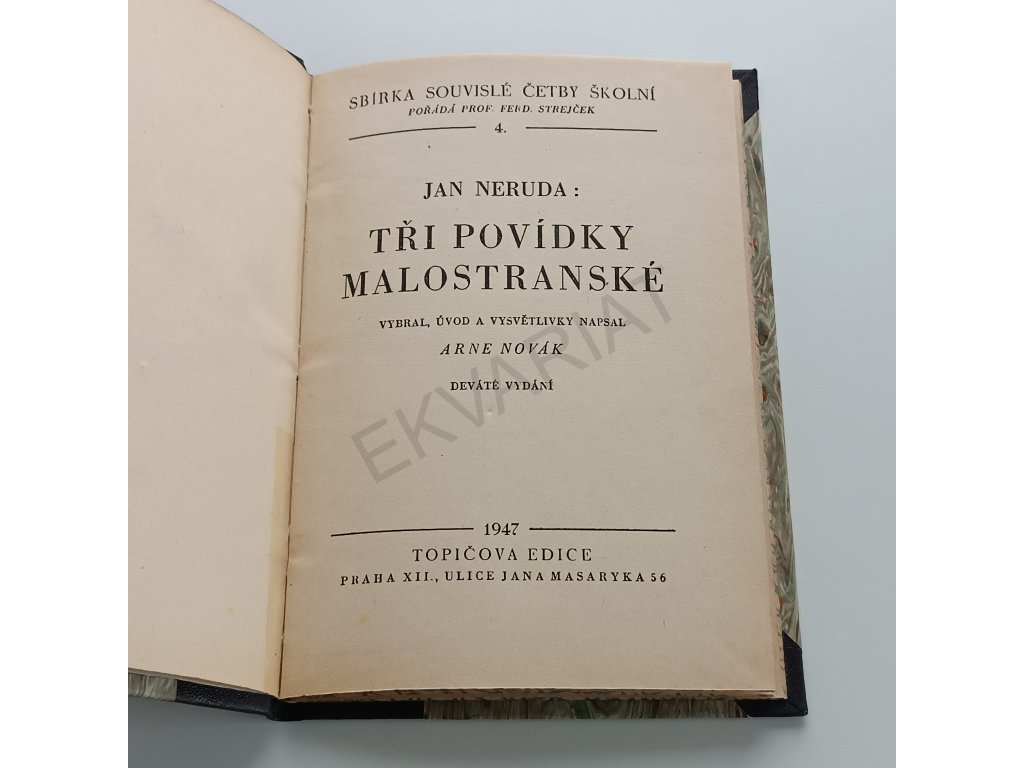 SBÍRKA SOUVISLÉ ČETBY ŠKOLNÍ
POŘÁDÁ PROF. FERD. STREJČEK
4.
JAN NERUDA:
TŘI POVÍDKY
MALOSTRANSKÉ
VYBRAL, ÚVOD A VYSVĚTLIVKY NAPSAL
ARNE NOVÁK
DEVÁTÉ VYDÁNÍ
EKVARIAT
1947
TOPIČOVA EDICE
PRAHA XII., ULICE JANA MASARYKA 56